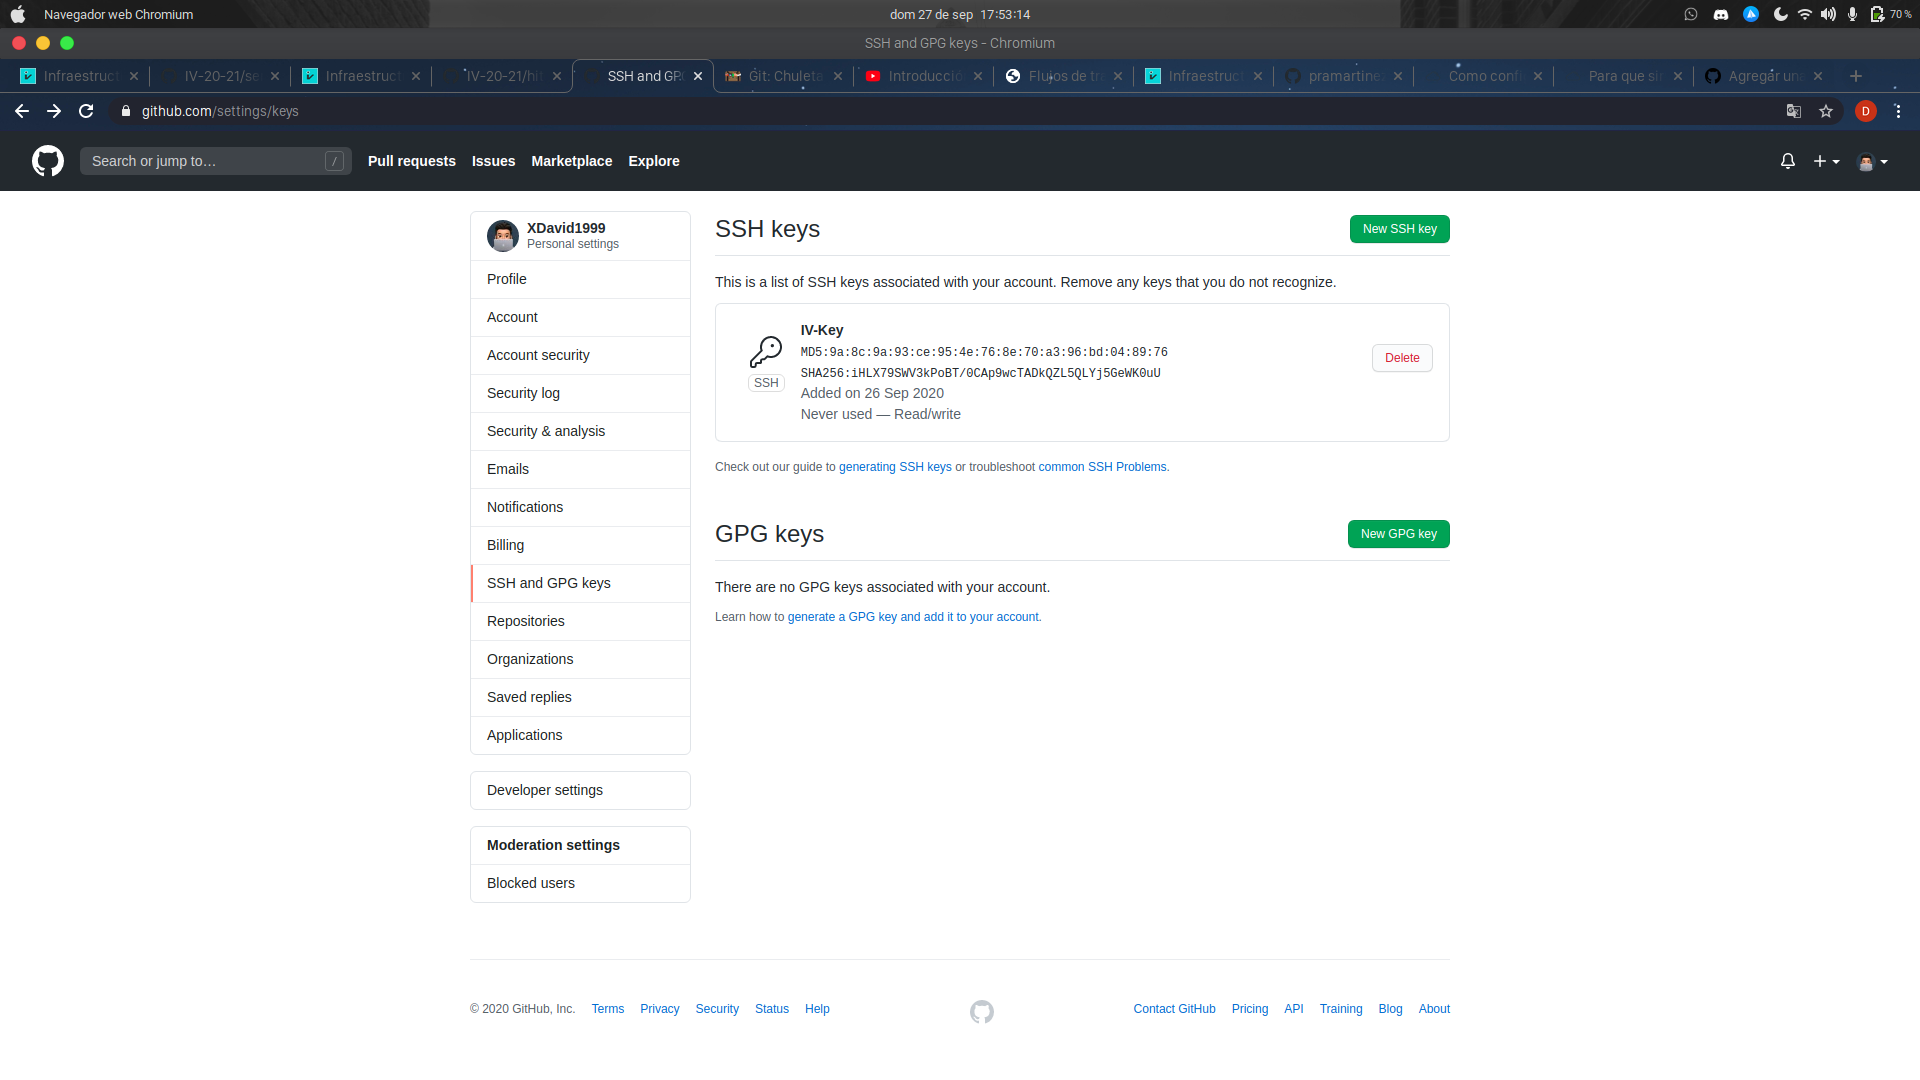 Navegador web Chromium
dom 27 de sep 17:53:14
70 %
SSH and GPG keys - Chromium
Infraestruct
IV-20-21/se
Infraestruct
IV-20-21/hit
SSH and GP
Git: Chuleta
Introducció
Flujos de tra
Infraestruct
pramartine
Como confi
Para que sir
Agregar una
github.com/settings/keys
D
Search or jump to…
/
Pull requests
Issues
Marketplace
Explore
XDavid1999
Personal settings
Profile
Account
Account security
Security log
Security & analysis
Emails
Notifications
Billing
SSH and GPG keys
Repositories
Organizations
Saved replies
Applications
Developer settings
Moderation settings
Blocked users
SSH keys
New SSH key
This is a list of SSH keys associated with your account. Remove any keys that you do not recognize.
IV-Key
MD5:9a:8c:9a:93:ce:95:4e:76:8e:70:a3:96:bd:04:89:76
SHA256:iHLX79SWV3kPoBT/0CAp9wcTADkQZL5QLYj5GeWK0uU
Added on 26 Sep 2020
Never used — Read/write
SSH
Delete
Check out our guide to generating SSH keys or troubleshoot common SSH Problems.
GPG keys
New GPG key
There are no GPG keys associated with your account.
Learn how to generate a GPG key and add it to your account.
© 2020 GitHub, Inc.
Terms
Privacy
Security
Status
Help
Contact GitHub
Pricing
API
Training
Blog
About